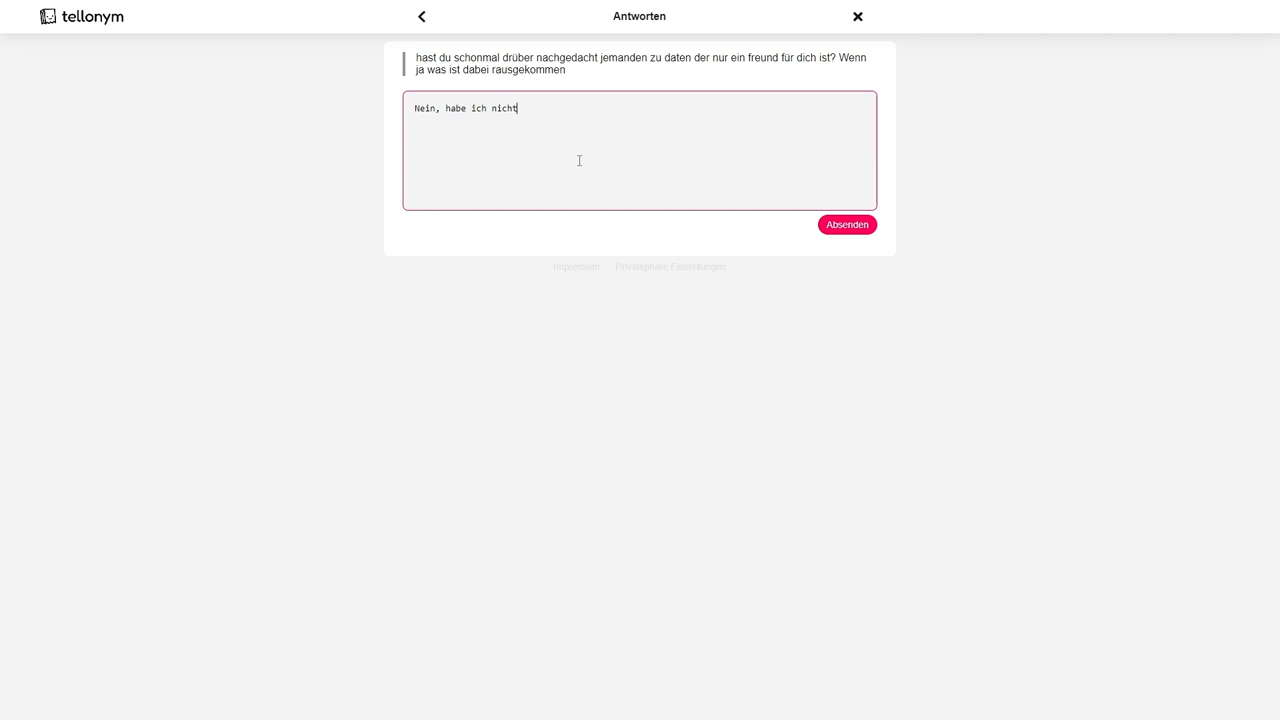 tellonym
Antworten
hast du schonmal drüber nachgedacht jemanden zu daten der nur ein freund für dich ist? Wenn
ja was ist dabei rausgekommen
Nein, habe ich nicht
Absenden
Impressum Privatsphäre Einstellungen